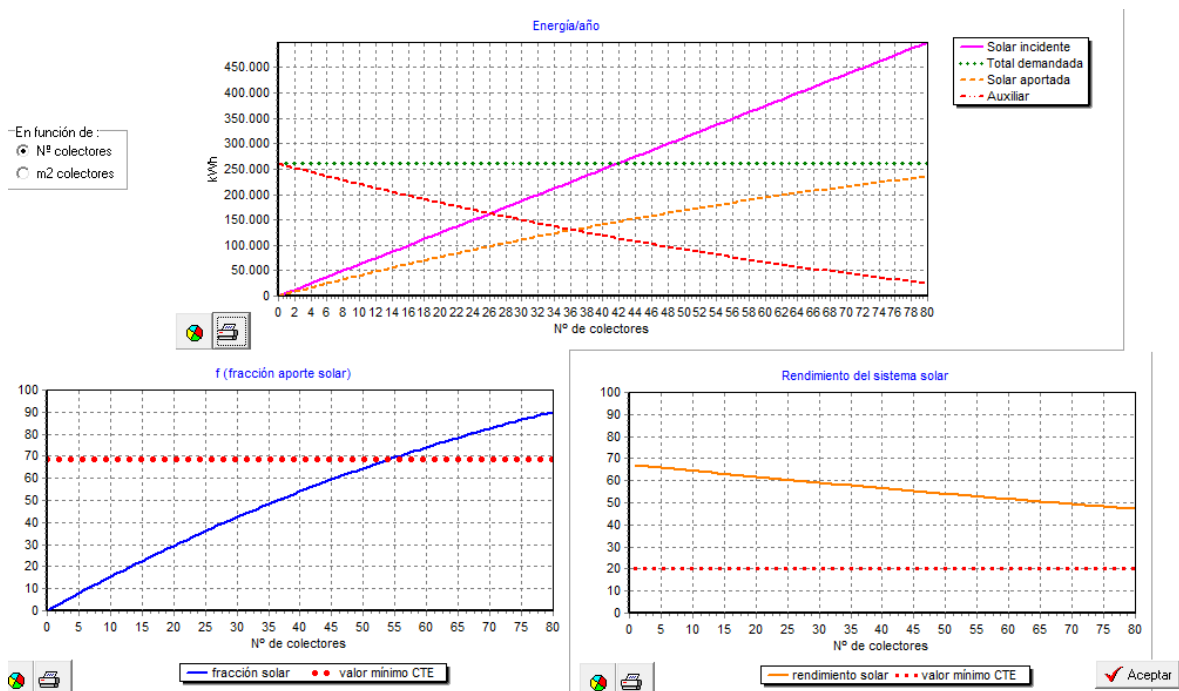 Energía/año
Solar incidente
Total demandada
Solar aportada
Auxiliar
En función de :
Nº colectores
m2 colectores
kWh
450.000
400.000
350.000
300.000
250.000
200.000
150.000
100.000
50.000
0
0 2 4 6 8 10 12 14 16 18 20 22 24 26 28 30 32 34 36 38 40 42 44 46 48 50 52 54 56 58 60 62 64 66 68 70 72 74 76 78 80
Nº de colectores
f (fracción aporte solar)
100
90
80
70
60
50
40
30
20
10
0
0 5 10 15 20 25 30 35 40 45 50 55 60 65 70 75 80
Nº de colectores
fracción solar valor mínimo CTE
Rendimiento del sistema solar
100
90
80
70
60
50
40
30
20
10
0
0 5 10 15 20 25 30 35 40 45 50 55 60 65 70 75 80
Nº de colectores
rendimiento solar valor mínimo CTE
Aceptar